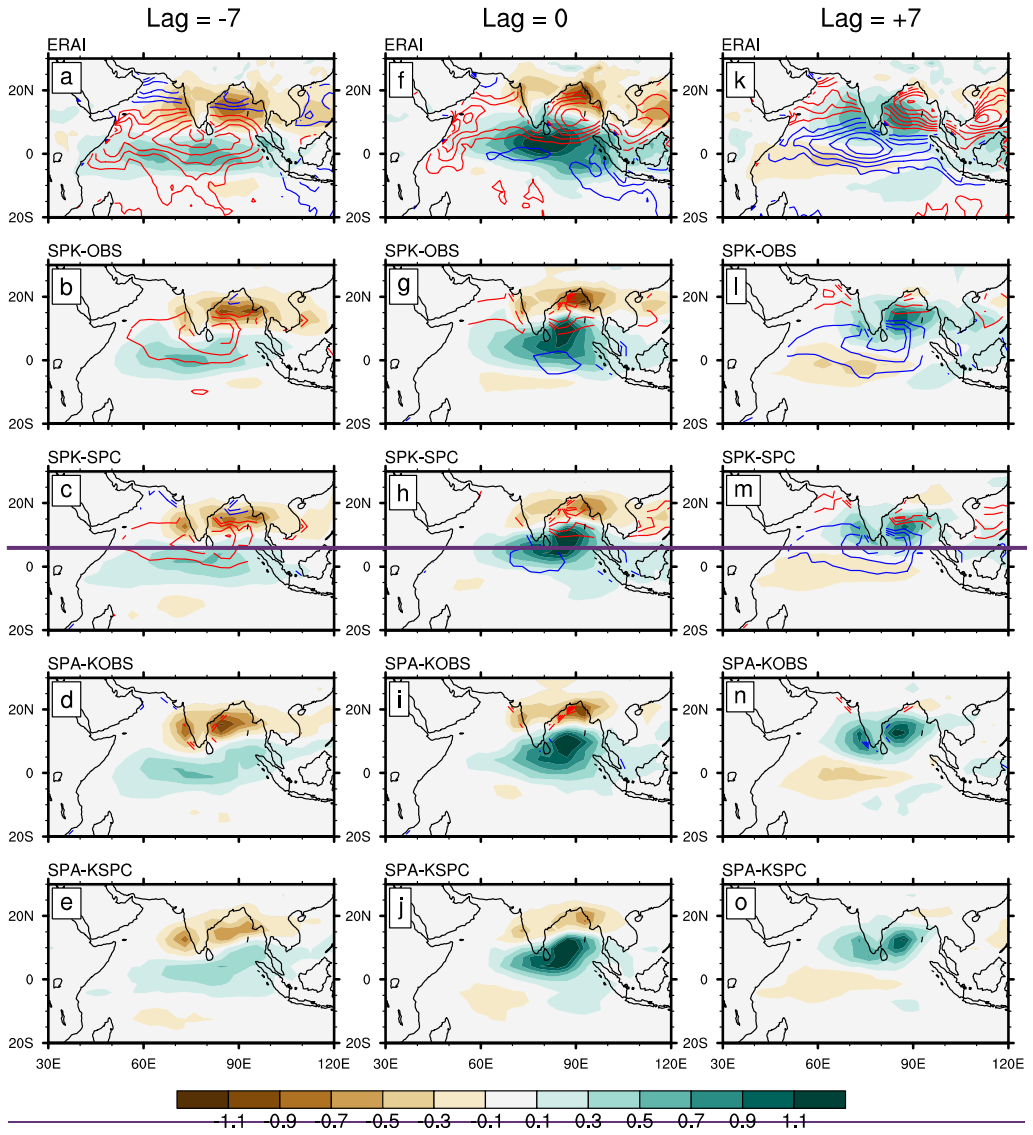 Lag = -7 Lag = 0 Lag = +7
ERAI ERAI ERAI
a f k
20N 20N 20N
0 0 0
20S 20S 20S
SPK-OBS SPK-OBS SPK-OBS
b g l
20N 20N 20N
0 0 0
20S 20S 20S
SPK-SPC SPK-SPC SPK-SPC
c h m
20N 20N 20N
0 0 0
20S 20S 20S
SPA-KOBS SPA-KOBS SPA-KOBS
d i n
20N 20N 20N
0 0 0
20S 20S 20S
SPA-KSPC SPA-KSPC SPA-KSPC
e j o
20N 20N 20N
0 0 0
20S 20S 20S
30E 60E 90E 120E 30E 60E 90E 120E 30E 60E 90E 120E
-1.1 -0.9 -0.7 -0.5 -0.3 -0.1 0.1 0.3 0.5 0.7 0.9 1.1